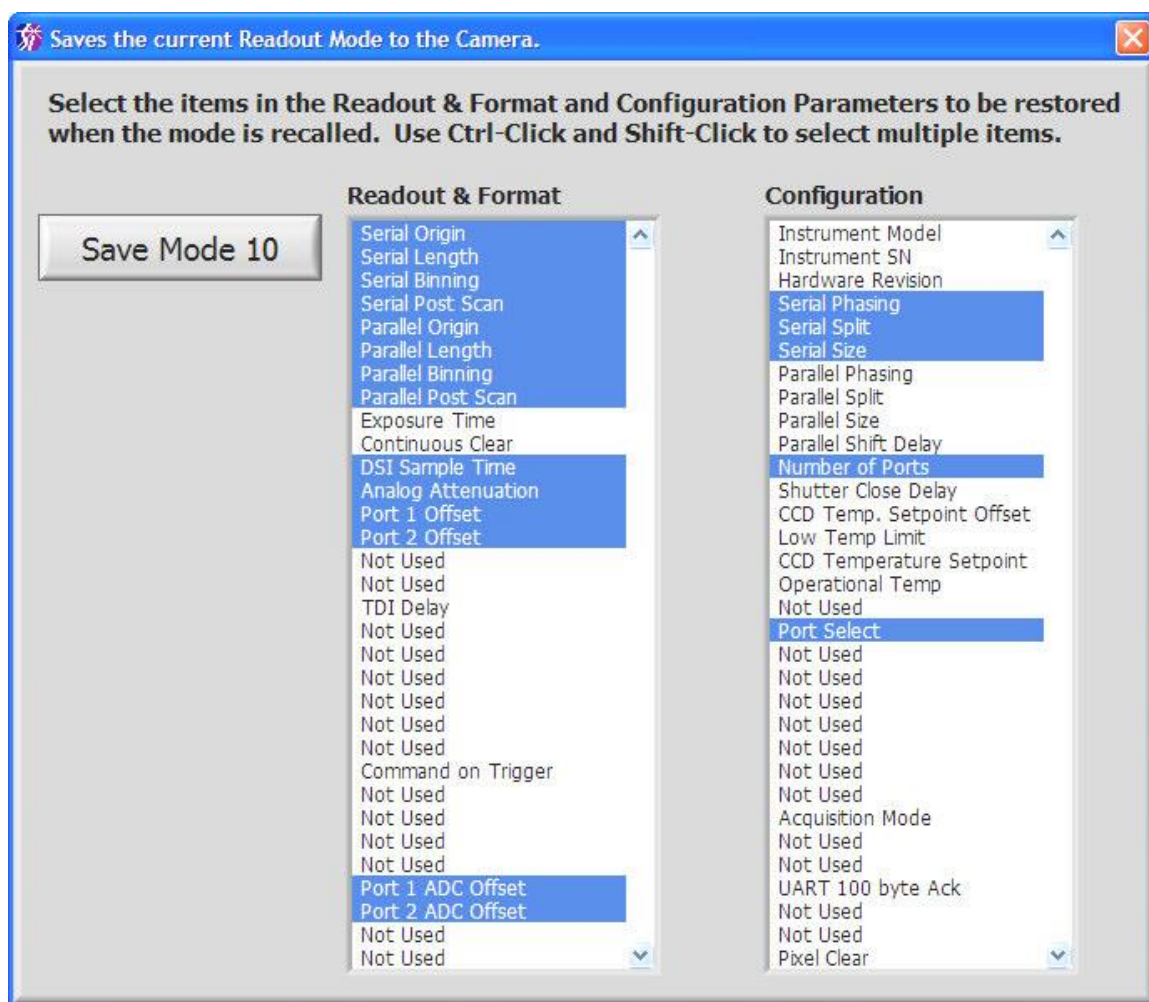 Saves the current Readout Mode to the Camera.
Select the items in the Readout & Format and Configuration Parameters to be restored
when the mode is recalled. Use Ctrl-Click and Shift-Click to select multiple items.
Save Mode 10
Readout & Format
Serial Origin
Serial Length
Serial Binning
Serial Post Scan
Parallel Origin
Parallel Length
Parallel Binning
Parallel Post Scan
Exposure Time
Continuous Clear
DSI Sample Time
Analog Attenuation
Port 1 Offset
Port 2 Offset
Not Used
Not Used
TDI Delay
Not Used
Not Used
Not Used
Not Used
Not Used
Not Used
Command on Trigger
Not Used
Not Used
Not Used
Not Used
Port 1 ADC Offset
Port 2 ADC Offset
Not Used
Not Used
Configuration
Instrument Model
Instrument SN
Hardware Revision
Serial Phasing
Serial Split
Serial Size
Parallel Phasing
Parallel Split
Parallel Size
Parallel Shift Delay
Number of Ports
Shutter Close Delay
CCD Temp. Setpoint Offset
Low Temp Limit
CCD Temperature Setpoint
Operational Temp
Not Used
Port Select
Not Used
Not Used
Not Used
Not Used
Not Used
Not Used
Not Used
Acquisition Mode
Not Used
Not Used
UART 100 byte Ack
Not Used
Not Used
Pixel Clear